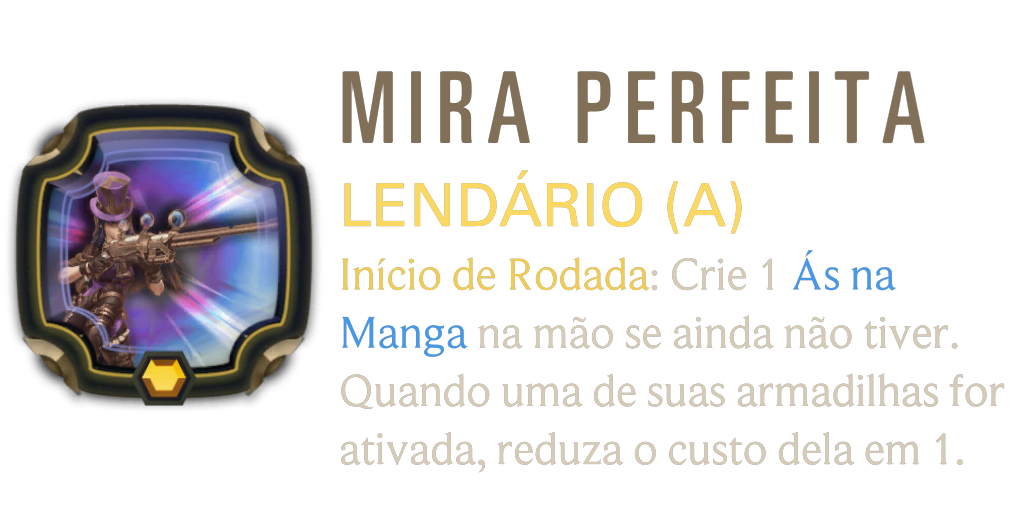 MIRA PERFEITA
LENDÁRIO (A)
Início de Rodada: Crie 1 Ás na
Manga na mão se ainda não tiver.
Quando uma de suas armadilhas for
ativada, reduza o custo dela em 1.